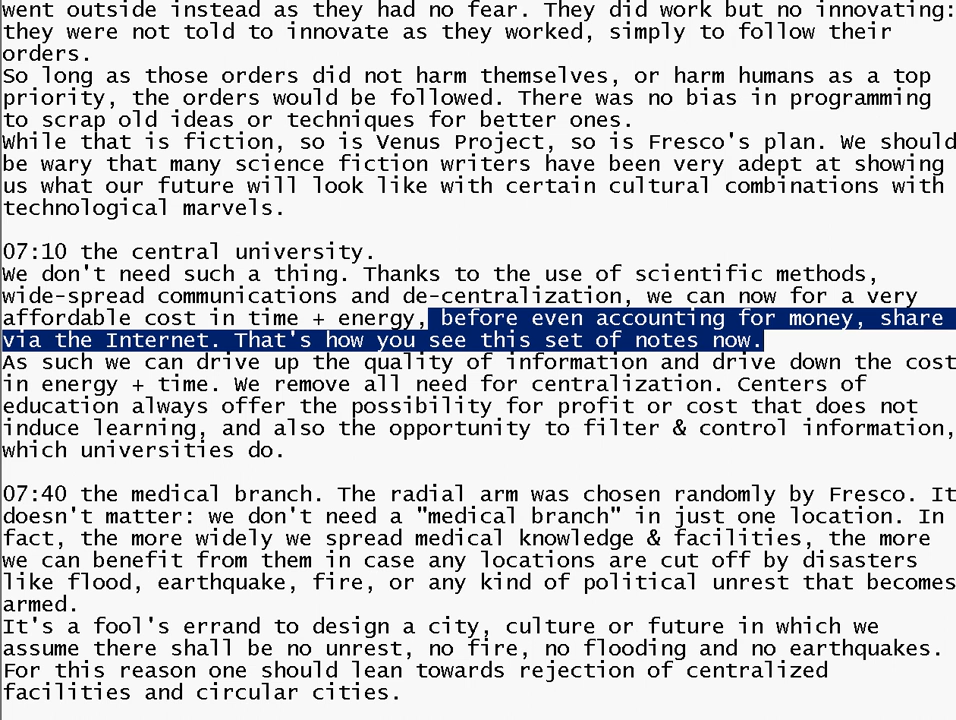 went outside instead as they had no fear. They did work but no innovating:
they were not told to innovate as they worked, simply to follow their
orders.
So long as those orders did not harm themselves, or harm humans as a top
priority, the orders would be followed. There was no bias in programming
to scrap old ideas or techniques for better ones.
While that is fiction, so is Venus Project, so is Fresco's plan. We should
be wary that many science fiction writers have been very adept at showing
us what our future will look like with certain cultural combinations with
technological marvels.

07:10 the central university.
We don't need such a thing. Thanks to the use of scientific methods,
wide-spread communications and de-centralization, we can now for a very
affordable cost in time + energy, before even accounting for money, share
via the Internet. That's how you see this set of notes now.
As such we can drive up the quality of information and drive down the cost
in energy + time. We remove all need for centralization. Centers of
education always offer the possibility for profit or cost that does not
induce learning, and also the opportunity to filter & control information,
which universities do.

07:40 the medical branch. The radial arm was chosen randomly by Fresco. It
doesn't matter: we don't need a "medical branch" in just one location. In
fact, the more widely we spread medical knowledge & facilities, the more
we can benefit from them in case any locations are cut off by disasters
like flood, earthquake, fire, or any kind of political unrest that becomes
armed.
It's a fool's errand to design a city, culture or future in which we
assume there shall be no unrest, no fire, no flooding and no earthquakes.
For this reason one should lean towards rejection of centralized
facilities and circular cities.